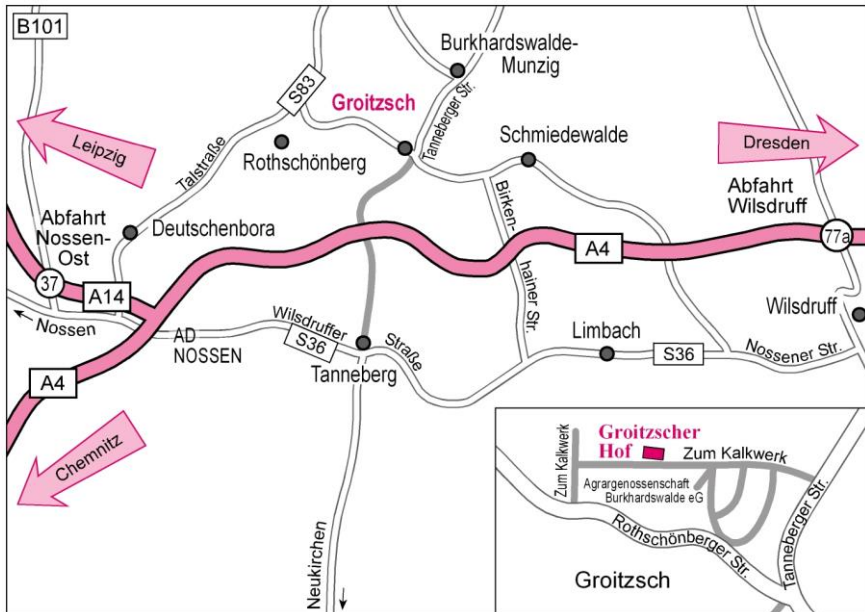 B101
Burkhardswalde-
Munzig
S83
Groitzsch
Tanneberger Str.
Leipzig
Talstraße
Rothschönberg
Schmiedewalde
Dresden
Abfahrt
Wilsdruff
Abfahrt
Nossen-
Ost
Deutschenbora
Birken-
hainer Str.
77a
A4
37
A14
Nossen
AD
NOSSEN
Wilsdruffer
Straße
S36
Tanneberg
Limbach
S36
Nossener Str.
Wilsdruff
A4
Chemnitz
Neukirchen
Groitzscher
Hof
Zum Kalkwerk
Zum Kalkwerk
Agrargenossenschaft
Burkhardswalde eG
Rothschönberger Str.
Tanneberger Str.
Groitzsch